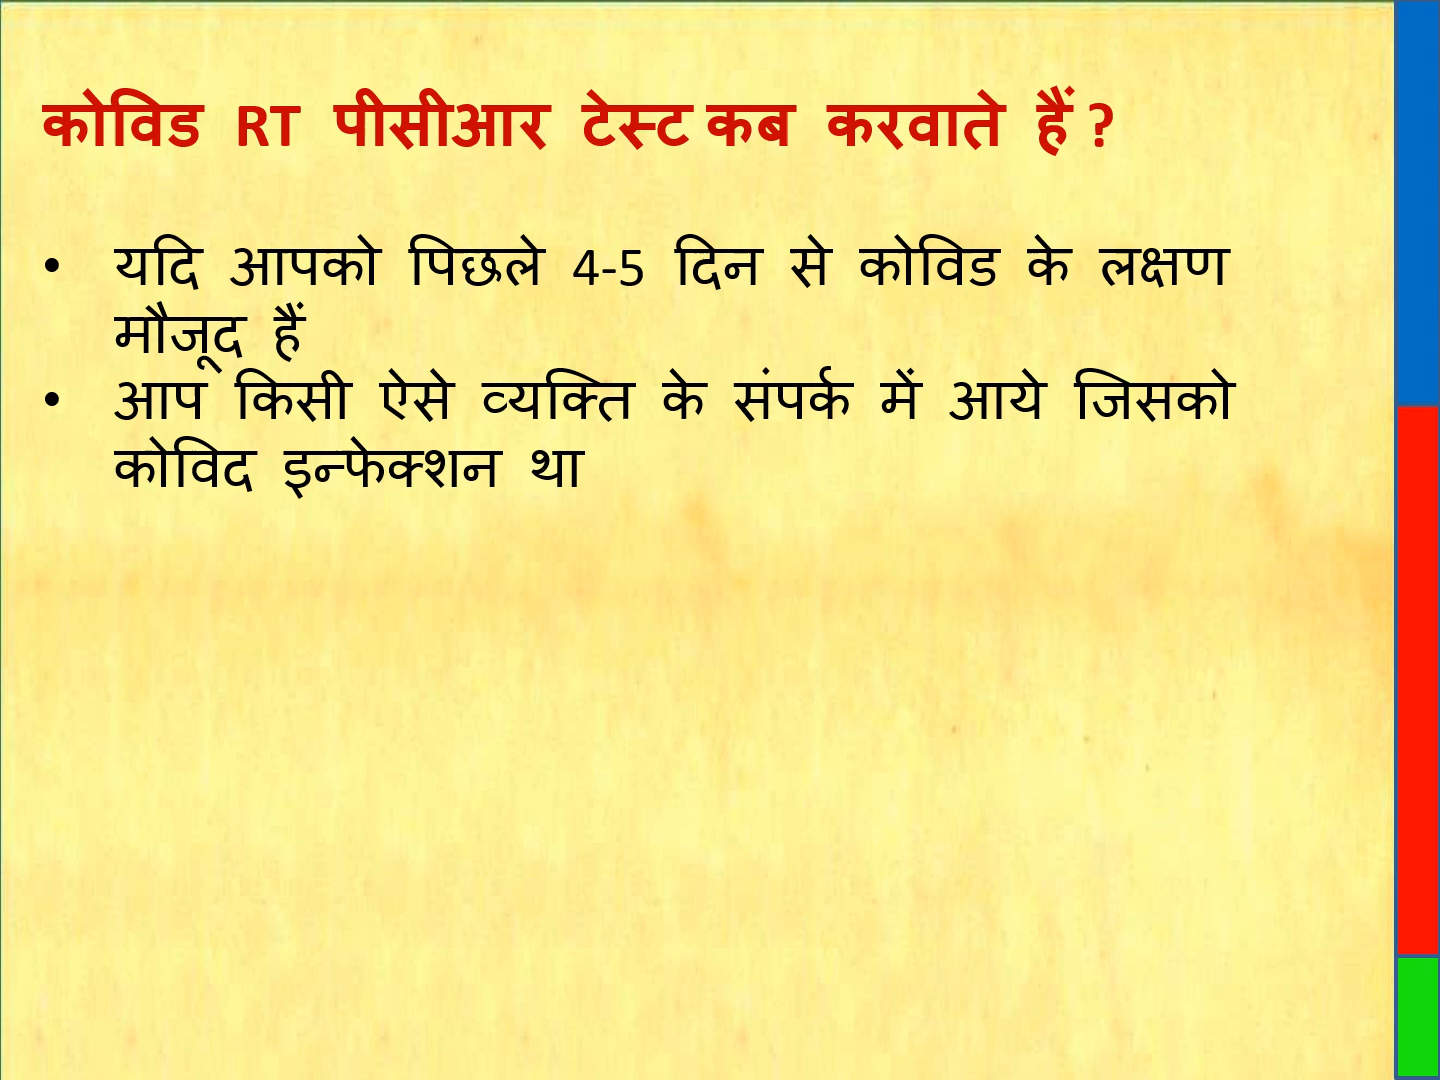 कोविड RT पीसीआर टेस्ट कब करवाते हैं ?
• यदि आपको पिछले 4-5 दिन से कोविड के लक्षण
मौजूद हैं
• आप किसी ऐसे व्यक्ति के संपर्क में आये जिसको
कोविद इन्फेक्शन था